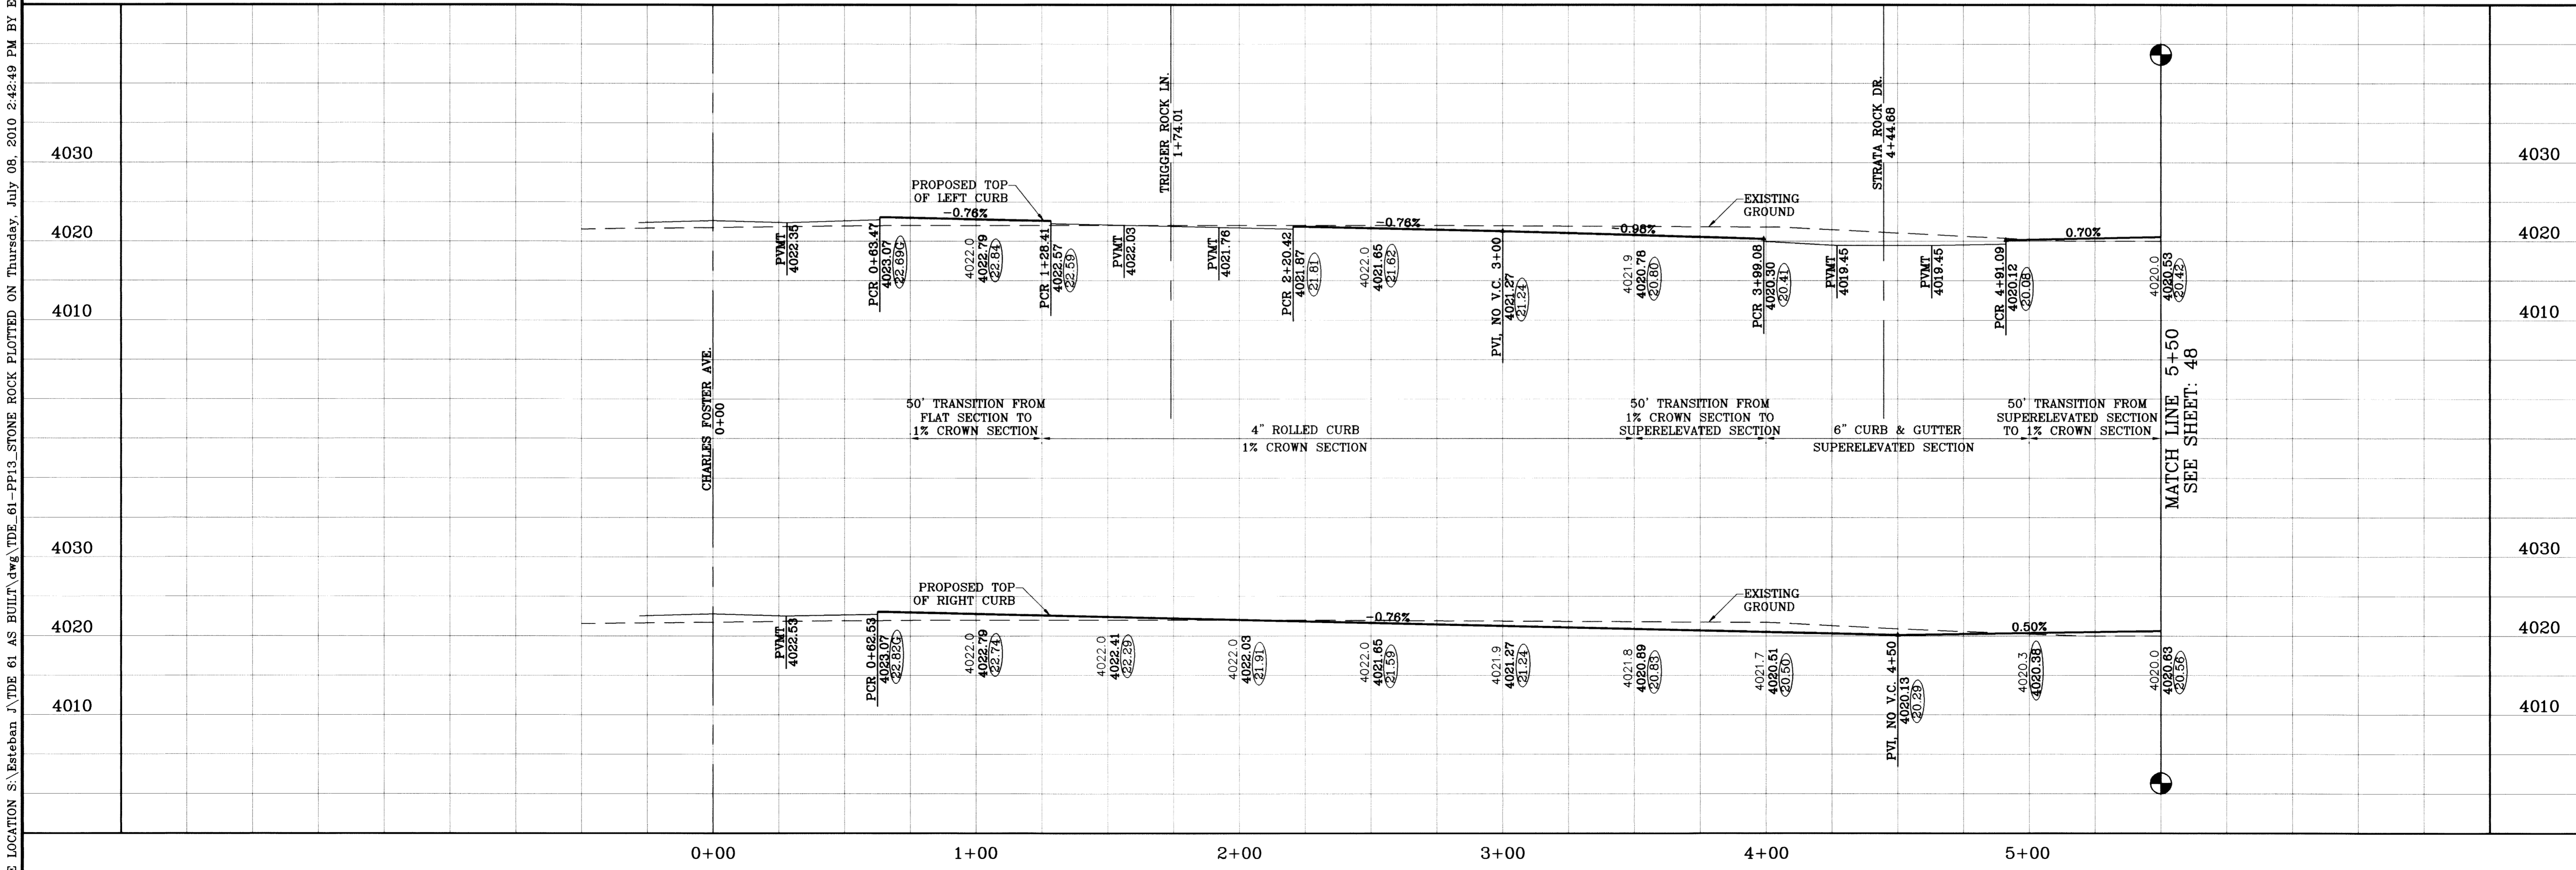 E LOCATION S:\Esteban J\TDE 61 AS BUILT\dwg\TDE_61-PP13_STONE ROCK PLOTTED ON Thursday, July 08, 2010 2:42:49 PM BY E
4030
4020
4010
4030
4020
4010
CHARLES FOSTER AVE.
0+00
TRIGGER ROCK LN.
1+74.01
STRATA ROCK DR.
4+44.68
PROPOSED TOP
OF LEFT CURB
-0.76%
-0.76%
EXISTING
GROUND
-0.98%
0.70%
PVMT
4022.35
PCR 0+63.47
4023.07
22.69G
4022.0
4022.79
22.84
PCR 1+28.41
4022.57
22.59
PVMT
4022.03
PVMT
4021.76
PCR 2+20.42
4021.87
21.81
4022.0
4021.65
21.62
PVI, NO V.C. 3+00
4021.27
21.24
4021.9
4020.78
20.80
PCR 3+99.08
4020.30
20.41
PVMT
4019.45
PVMT
4019.45
PCR 4+91.09
4020.12
20.08
4020.0
4020.53
20.42
50' TRANSITION FROM
FLAT SECTION TO
1% CROWN SECTION
4" ROLLED CURB
1% CROWN SECTION
50' TRANSITION FROM
1% CROWN SECTION TO
SUPERELEVATED SECTION
6" CURB & GUTTER
SUPERELEVATED SECTION
50' TRANSITION FROM
SUPERELEVATED SECTION
TO 1% CROWN SECTION
MATCH LINE 5+50
SEE SHEET: 48
4030
4020
4010
4030
4020
4010
PROPOSED TOP
OF RIGHT CURB
-0.76%
EXISTING
GROUND
0.50%
PVMT
4022.53
PCR 0+62.53
4023.07
22.82G
4022.0
4022.79
22.74
4022.0
4022.41
22.29
4022.0
4022.03
21.91
4022.0
4021.65
21.59
4021.9
4021.27
21.24
4021.8
4020.89
20.83
4021.7
4020.51
20.50
PVI, NO V.C. 4+50
4020.13
20.29
4020.3
4020.38
4020.0
4020.63
20.56
0+00
1+00
2+00
3+00
4+00
5+00